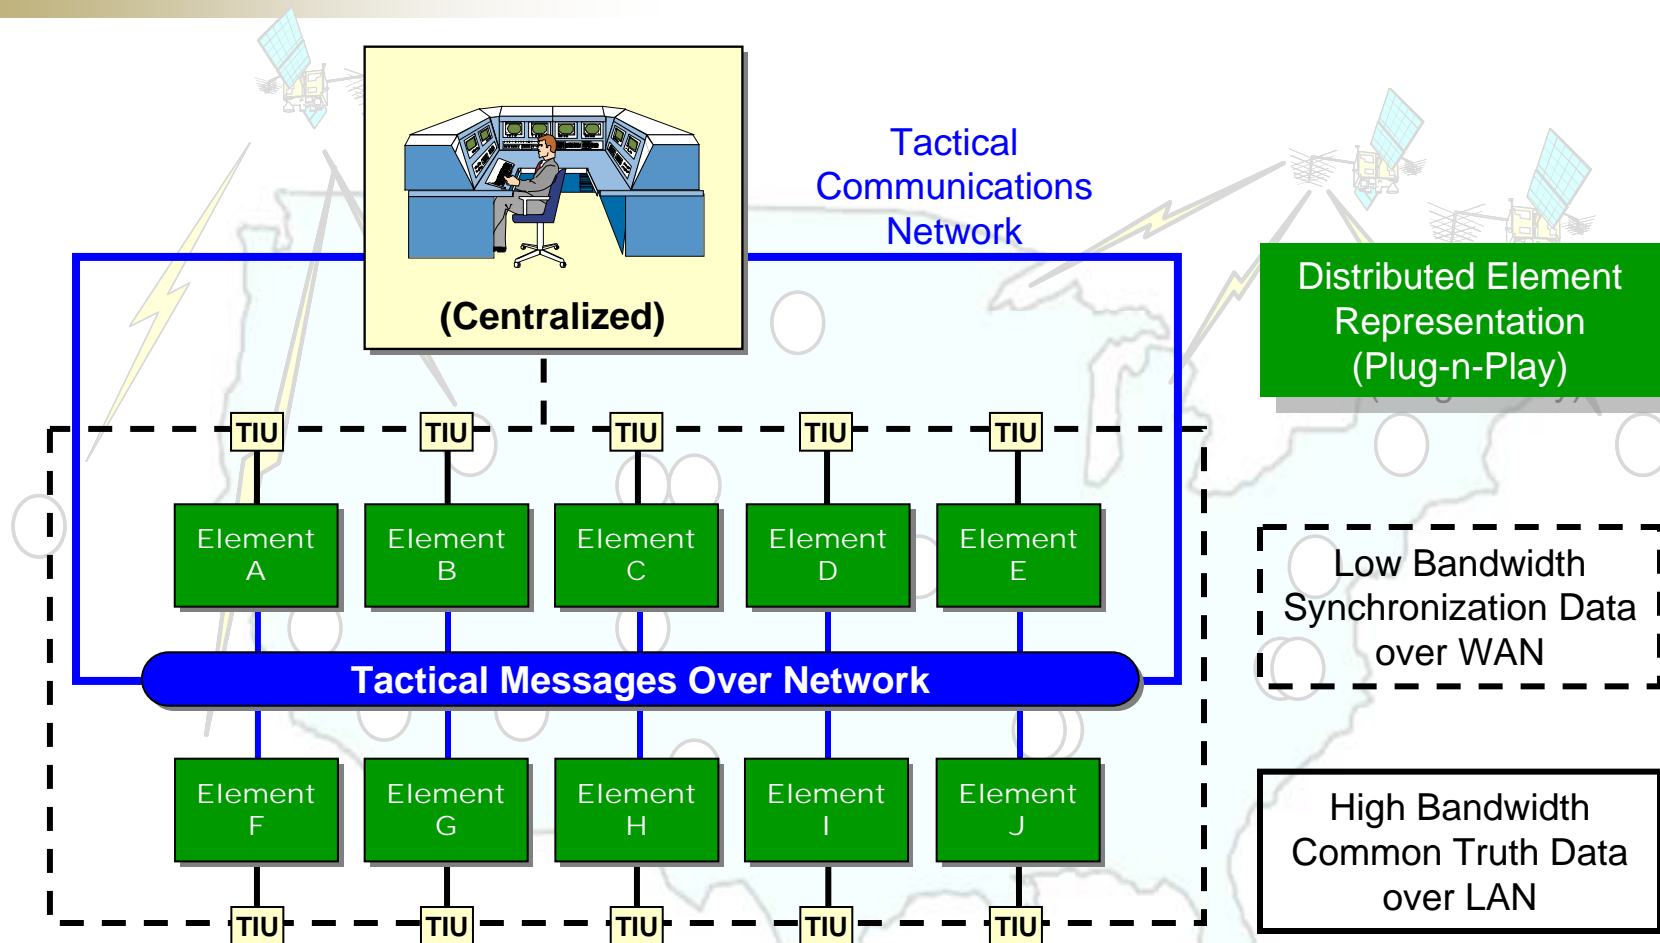 Tactical
Communications
Network
(Centralized)
Distributed Element
Representation
(Plug-n-Play)
TIU
TIU
TIU
TIU
TIU
Element
A
Element
B
Element
C
Element
D
Element
E
Low Bandwidth
Synchronization Data
over WAN
Tactical Messages Over Network
Element
F
Element
G
Element
H
Element
I
Element
J
High Bandwidth
Common Truth Data
over LAN
TIU
TIU
TIU
TIU
TIU